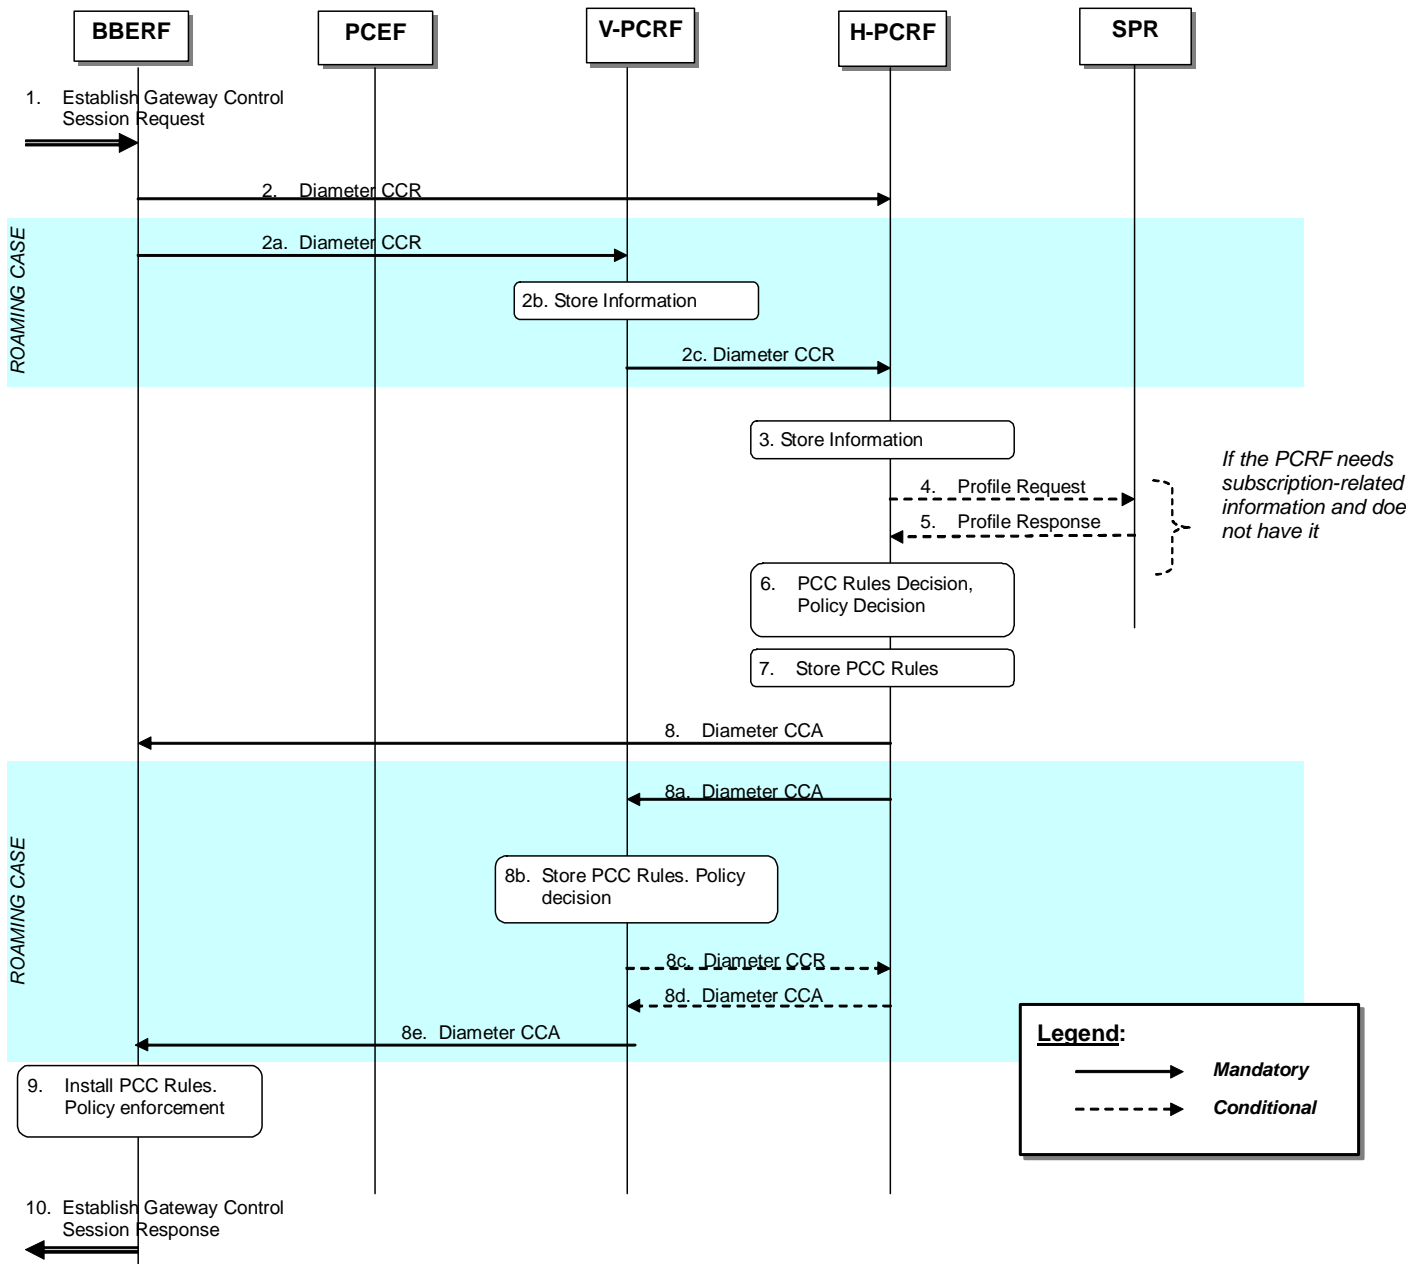 BBERF
PCEF
V-PCRF
H-PCRF
SPR
1. Establish Gateway Control
Session Request
2. Diameter CCR
ROAMING CASE
2a. Diameter CCR
2b. Store Information
2c. Diameter CCR
3. Store Information
4. Profile Request
5. Profile Response
If the PCRF needs
subscription-related
information and doe
not have it
6. PCC Rules Decision,
Policy Decision
7. Store PCC Rules
8. Diameter CCA
ROAMING CASE
8a. Diameter CCA
8b. Store PCC Rules. Policy
decision
8c. Diameter CCR
8d. Diameter CCA
8e. Diameter CCA
Legend:
Mandatory
Conditional
9. Install PCC Rules.
Policy enforcement
10. Establish Gateway Control
Session Response